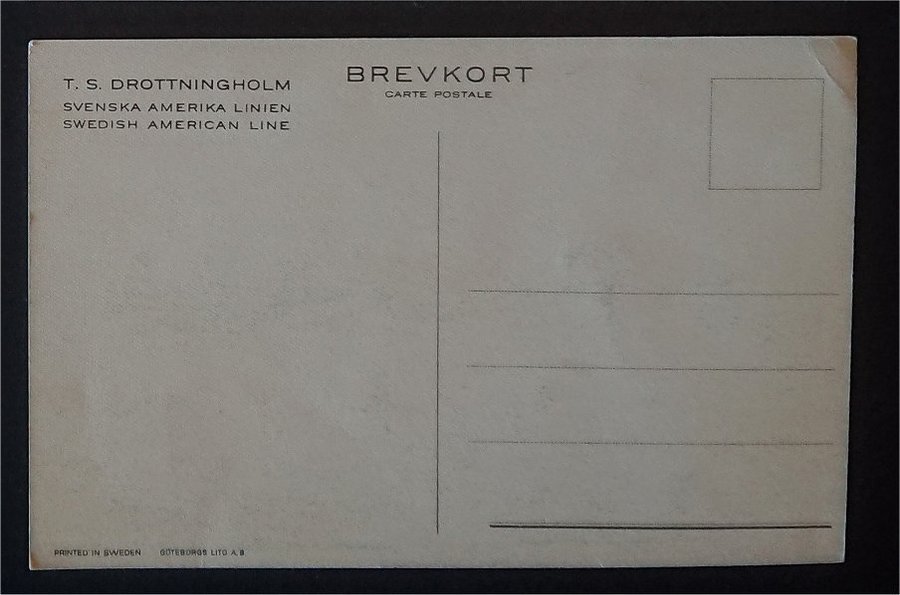 T. S. DROTTNINGHOLM
SVENSKA AMERIKA LINIEN
SWEDISH AMERICAN LINE
BREVKORT
CARTE POSTALE
PRINTED IN SWEDEN GÖTEBORGS LITO A. B